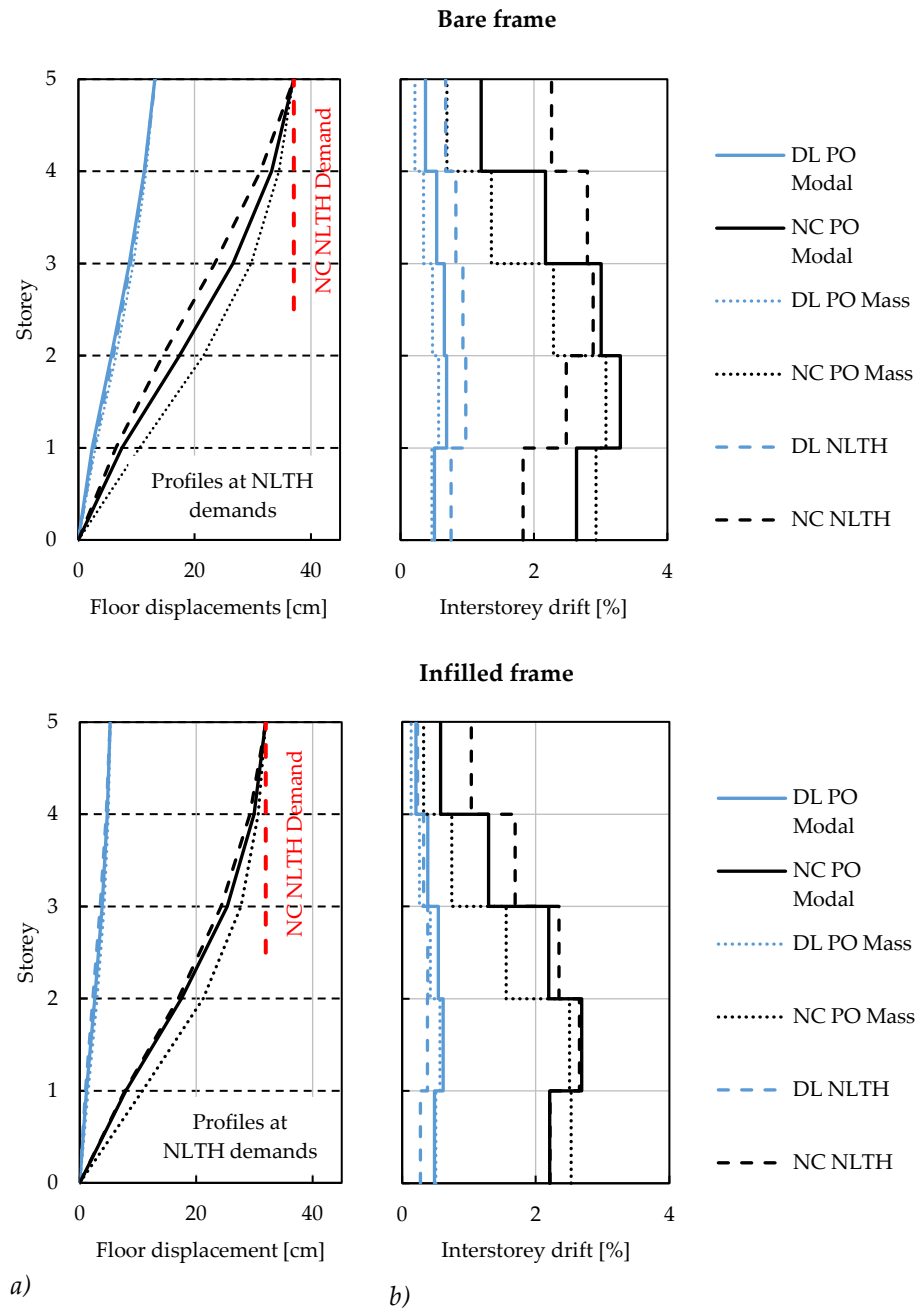 Bare frame
5
4
3
2
1
0
Storey
NC NLTH Demand
Profiles at NLTH
demands
0
20
40
Floor displacements [cm]
0
2
4
Interstorey drift [%]
DL PO
Modal
NC PO
Modal
DL PO Mass
NC PO Mass
DL NLTH
NC NLTH
Infilled frame
5
4
3
2
1
0
Storey
NC NLTH Demand
Profiles at
NLTH demands
0
20
40
Floor displacement [cm]
0
2
4
Interstorey drift [%]
DL PO
Modal
NC PO
Modal
DL PO Mass
NC PO Mass
DL NLTH
NC NLTH
a)
b)